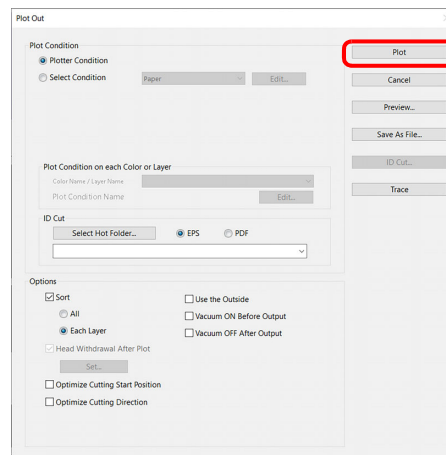 Plot Out
Plot Condition
Plotter Condition
Select Condition
Paper
Edit...
Plot Condition on each Color or Layer
Color Name / Layer Name
Plot Condition Name
Edit...
ID Cut
Select Hot Folder...
EPS
PDF
Options
Sort
All
Each Layer
Head Withdrawal After Plot
Set...
Optimize Cutting Start Position
Optimize Cutting Direction
Use the Outside
Vacuum ON Before Output
Vacuum OFF After Output
Plot
Cancel
Preview...
Save As File...
ID Cut...
Trace